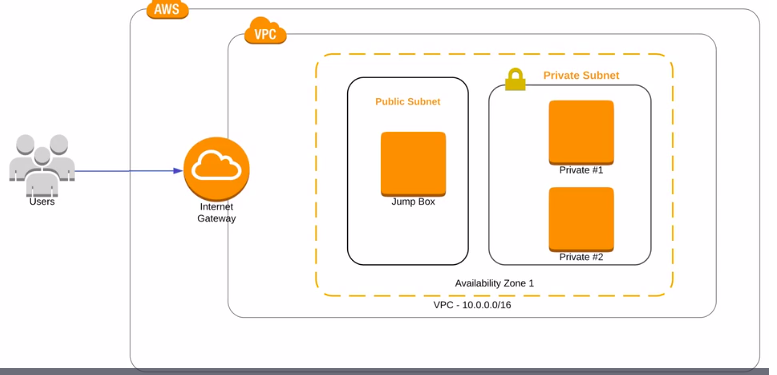 AWS
VPC
Private Subnet
Public Subnet
Private #1
Users
Internet
Gateway
Jump Box
Private #2
Availability Zone 1
VPC - 10.0.0.0/16